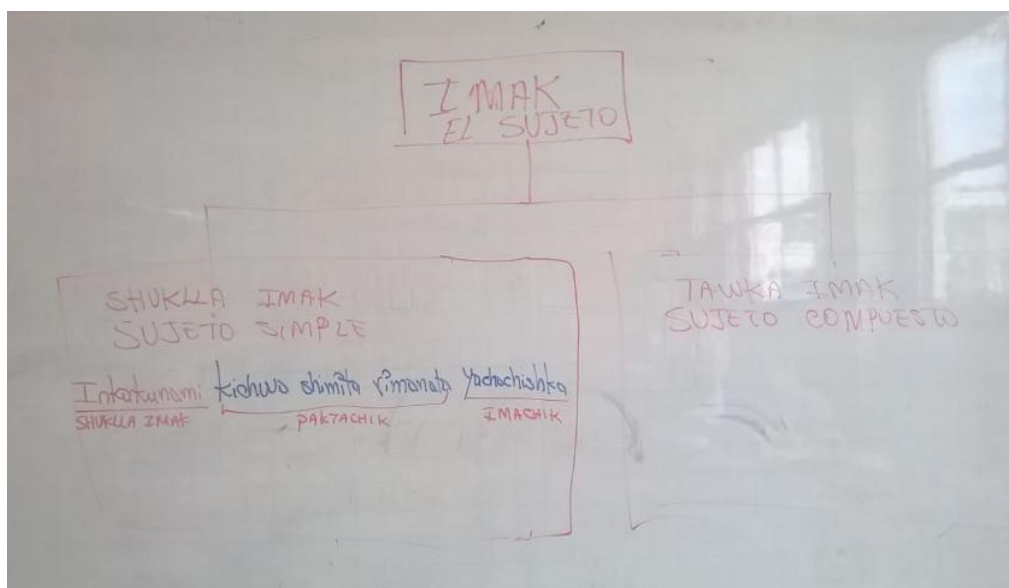 IMAK
EL SUJETO
SHUKLLA IMAK
SUJETO SIMPLE
Inkakunami kichwa shimita rimanata yachachishka
SHUKLLA IMAK PAKTACHIK IMACHIK
TAWKA IMAK
SUJETO COMPUESTO